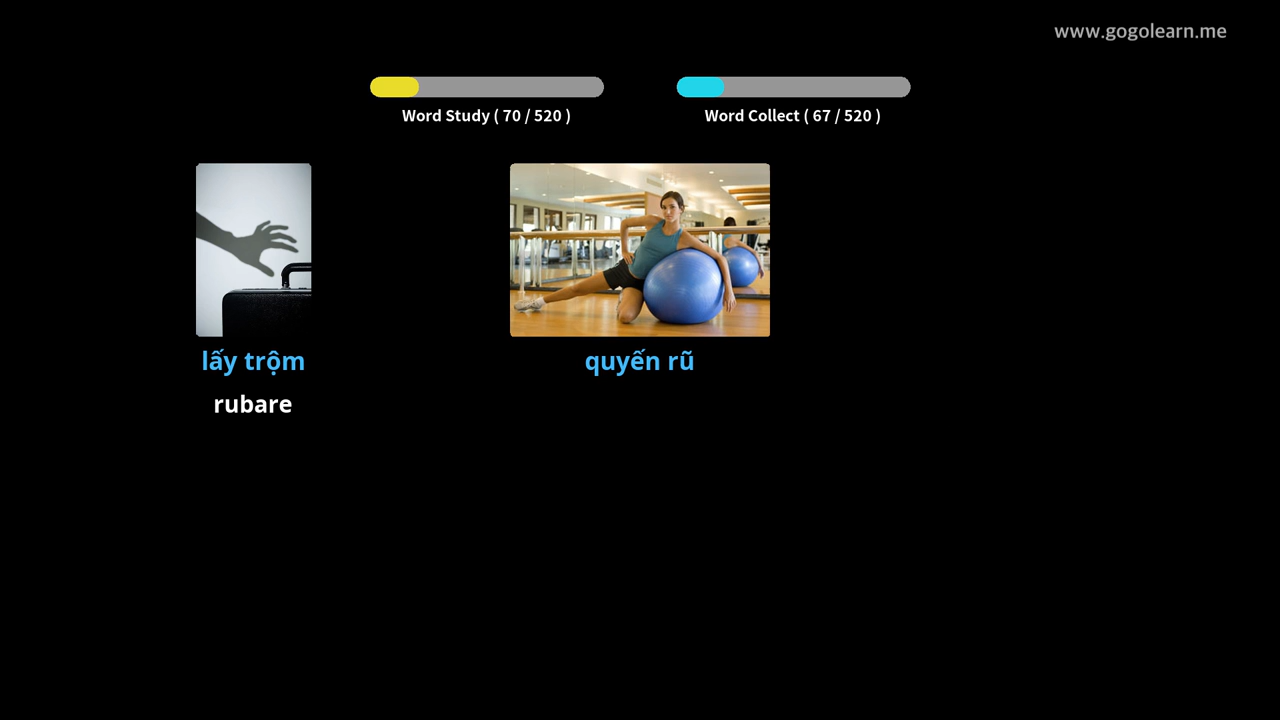 www.gogolearn.me
Word Study ( 70 / 520 )
Word Collect ( 67 / 520 )
lấy trộm
quyến rũ
rubare